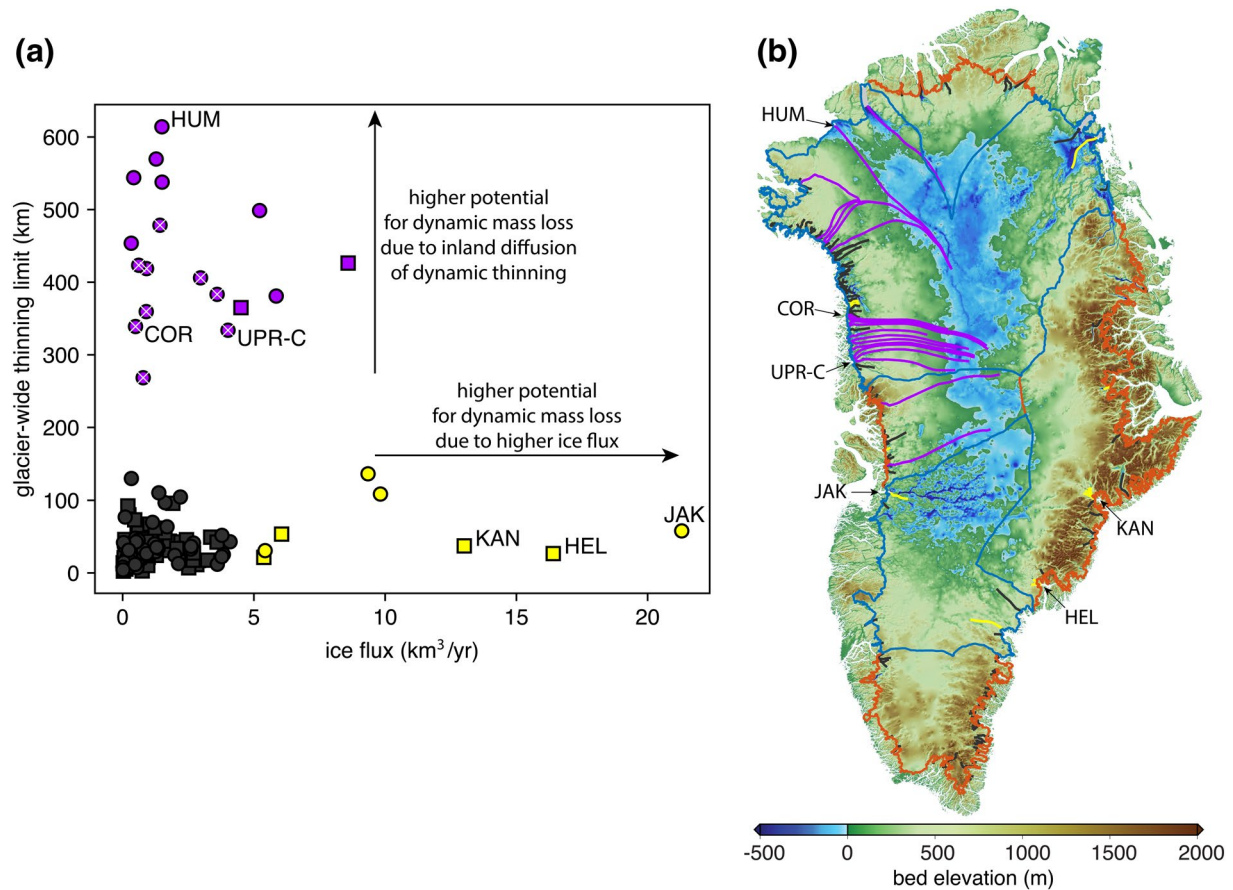 (a)
glacier-wide thinning limit (km)
600
500
400
300
200
100
0
HUM
COR
UPR-C
higher potential
for dynamic mass loss
due to inland diffusion
of dynamic thinning
higher potential
for dynamic mass loss
due to higher ice flux
KAN
HEL
JAK
0
5
10
15
20
ice flux (km³/yr)
(b)
HUM
COR
UPR-C
JAK
KAN
HEL
-500
0
500
1000
1500
2000
bed elevation (m)